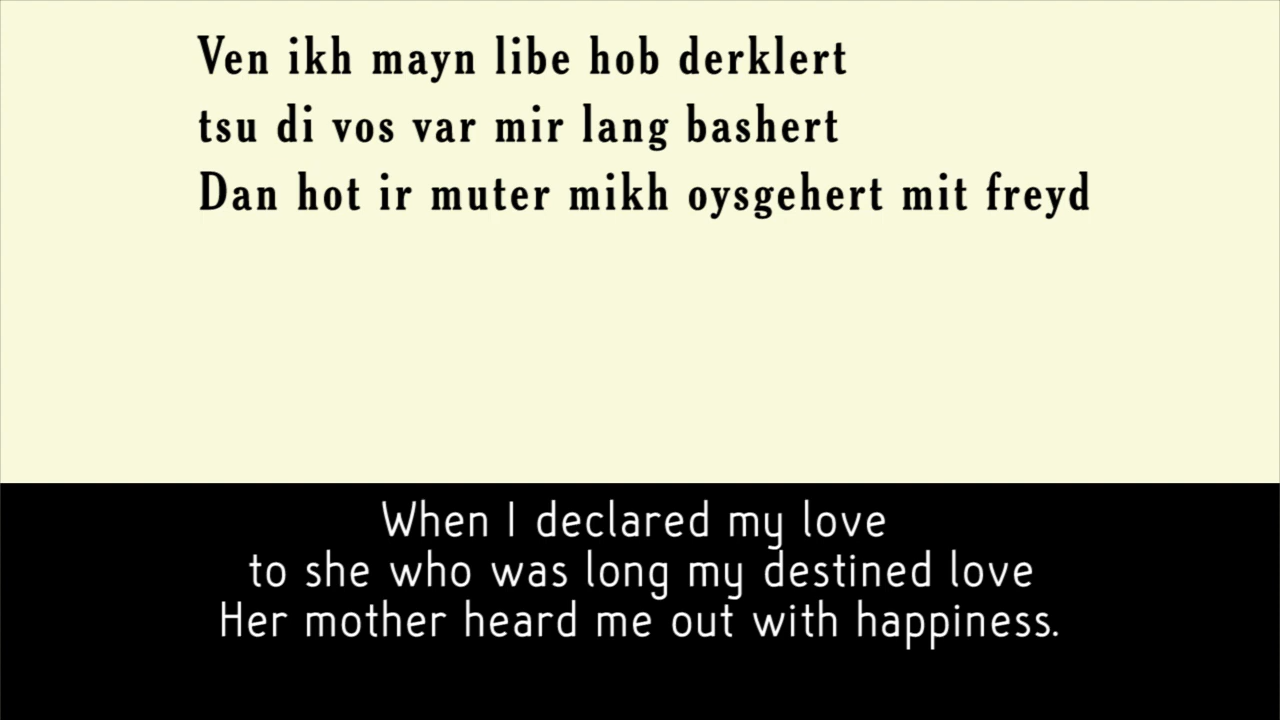 Ven ikh mayn libe hob derklert
tsu di vos var mir lang bashert
Dan hot ir muter mikh oysgehert mit freyd
When I declared my love
to she who was long my destined love
Her mother heard me out with happiness.